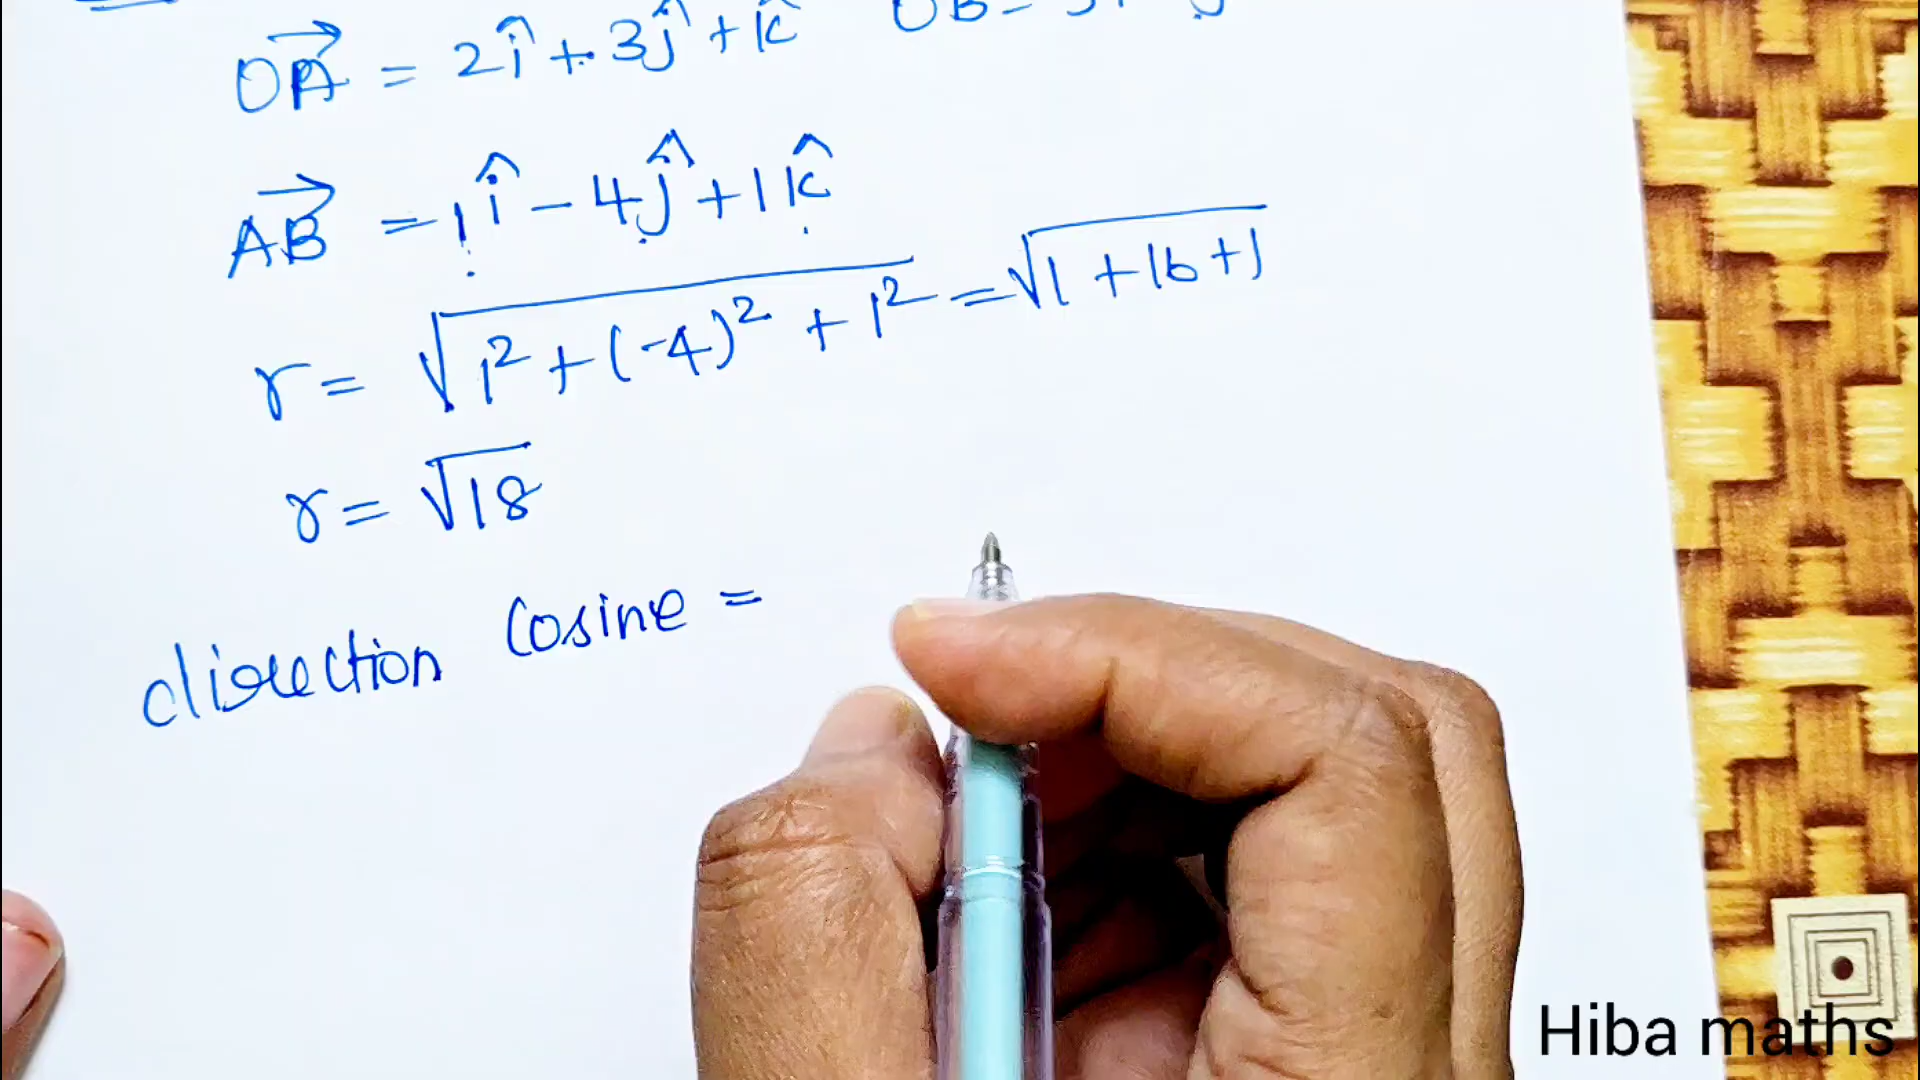 OA = 2î + 3ĵ + k̂ OB =
AB = 1î - 4ĵ + 1k̂
r = √1² + (-4)² + 1² = √1 + 16 + 1
r = √18
direction cosine =
Hiba maths